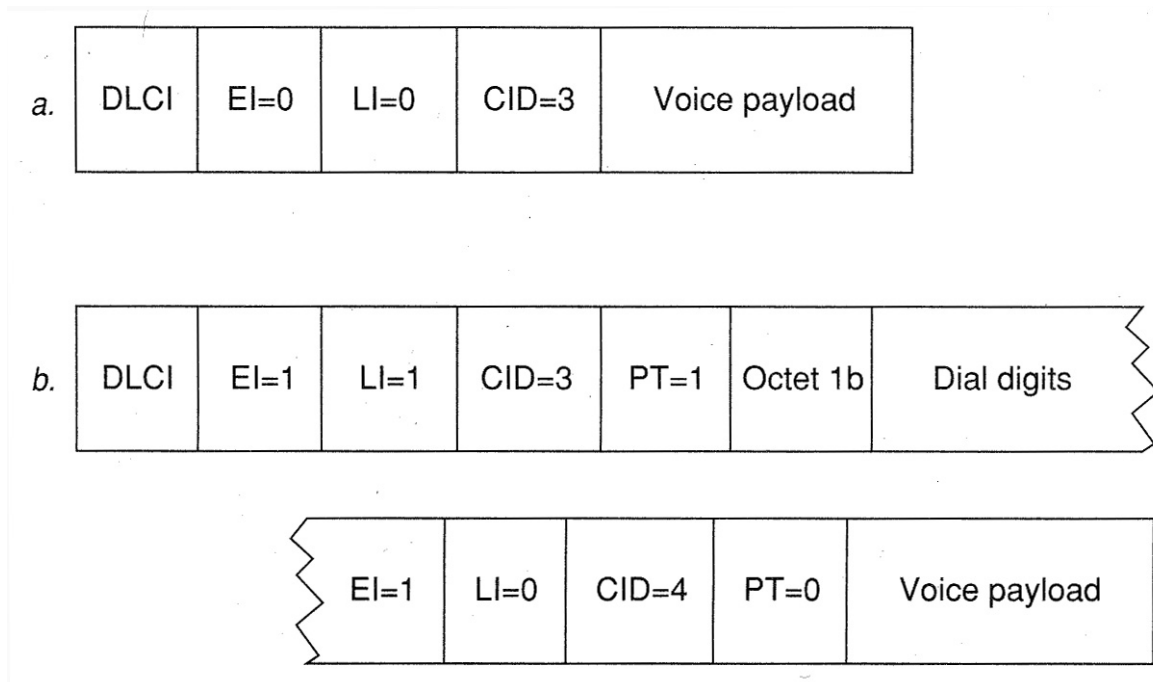 a. DLCI EI=0 LI=0 CID=3 Voice payload
b. DLCI EI=1 LI=1 CID=3 PT=1 Octet 1b Dial digits
EI=1 LI=0 CID=4 PT=0 Voice payload